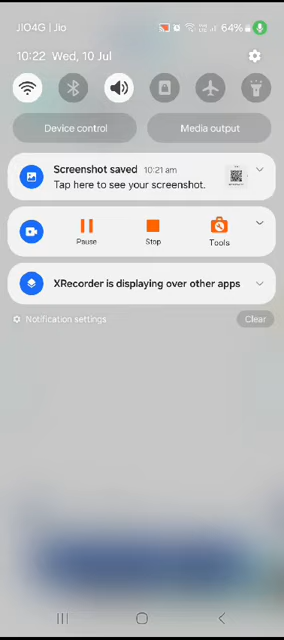 JIO4G | Jio 64%
10:22 Wed, 10 Jul
Device control Media output
Screenshot saved 10:21 am
Tap here to see your screenshot.
Pause Stop Tools
XRecorder is displaying over other apps
Notification settings Clear